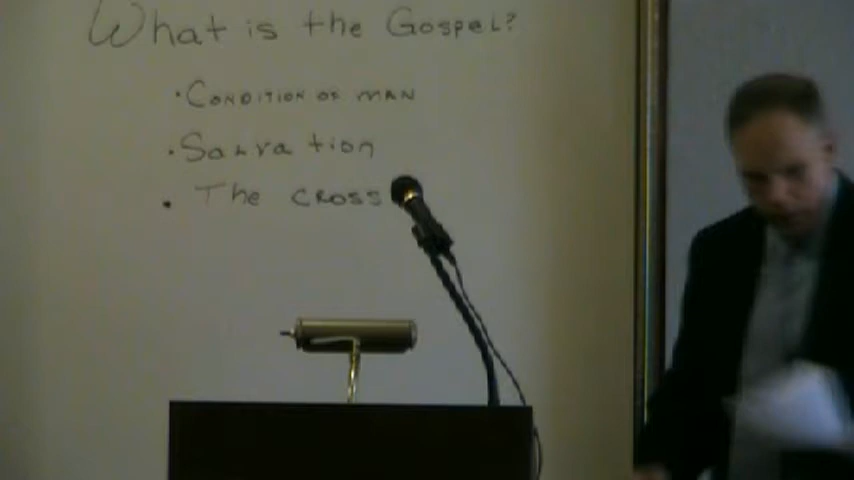 What is the Gospel?
• Condition of man
• Salvation
• The cross